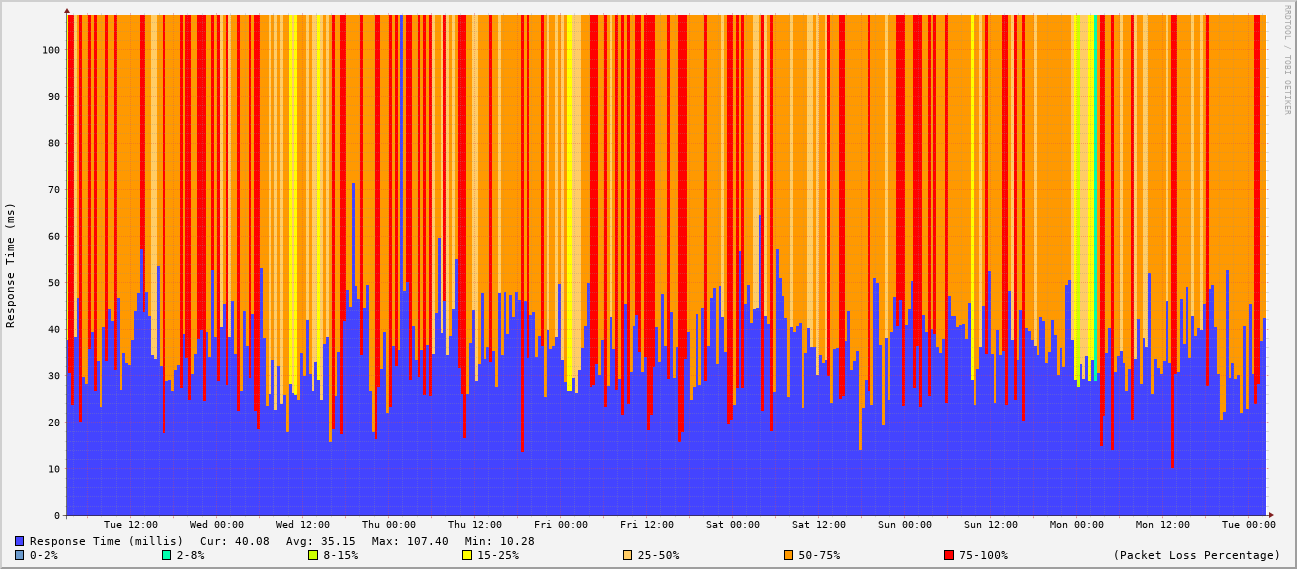 RRDTOOL / TOBI OETIKER
Response Time (ms)
100
90
80
70
60
50
40
30
20
10
0
Tue 12:00 Wed 00:00 Wed 12:00 Thu 00:00 Thu 12:00 Fri 00:00 Fri 12:00 Sat 00:00 Sat 12:00 Sun 00:00 Sun 12:00 Mon 00:00 Mon 12:00 Tue 00:00
Response Time (millis) Cur: 40.08 Avg: 35.15 Max: 107.40 Min: 10.28
0-2% 2-8% 8-15% 15-25% 25-50% 50-75% 75-100% (Packet Loss Percentage)